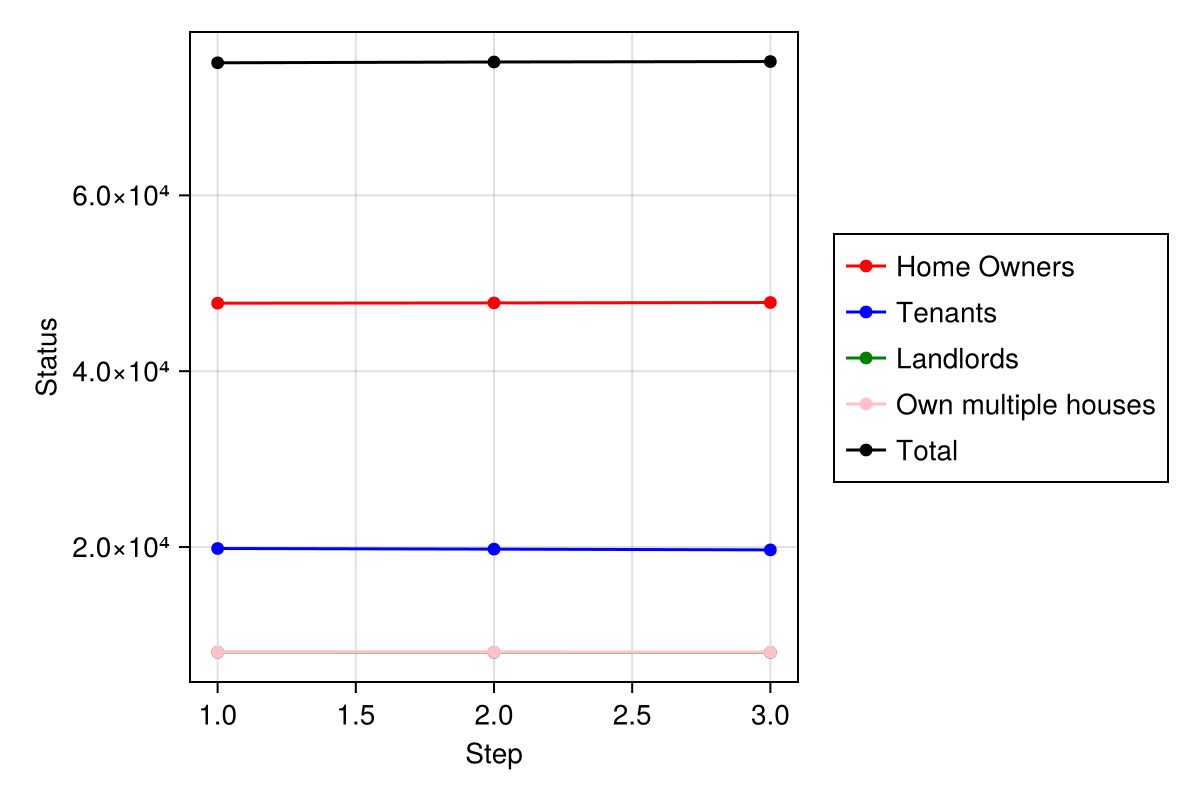 6.0×10⁴
4.0×10⁴
2.0×10⁴
Status
1.0 1.5 2.0 2.5 3.0
Step
Home Owners
Tenants
Landlords
Own multiple houses
Total